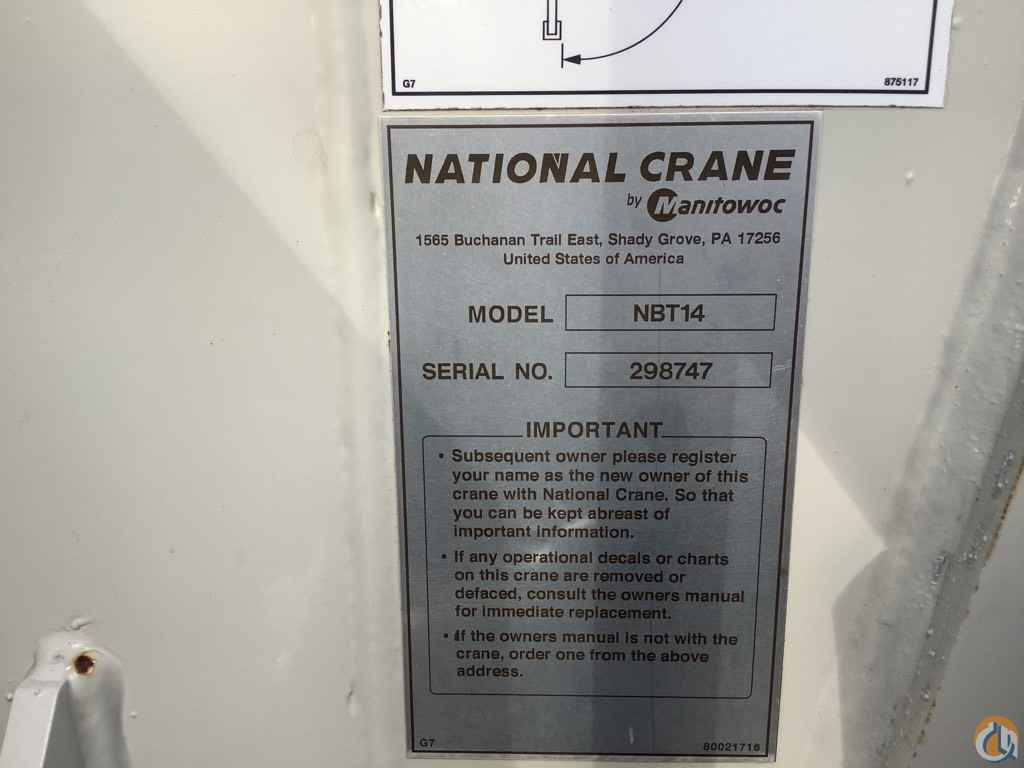 G7 875117
NATIONAL CRANE
by Manitowoc
1565 Buchanan Trail East, Shady Grove, PA 17256
United States of America
MODEL NBT14
SERIAL NO. 298747
IMPORTANT
• Subsequent owner please register
your name as the new owner of this
crane with National Crane. So that
you can be kept abreast of
important information.
• If any operational decals or charts
on this crane are removed or
defaced, consult the owners manual
for immediate replacement.
• If the owners manual is not with the
crane, order one from the above
address.
G7 80021716